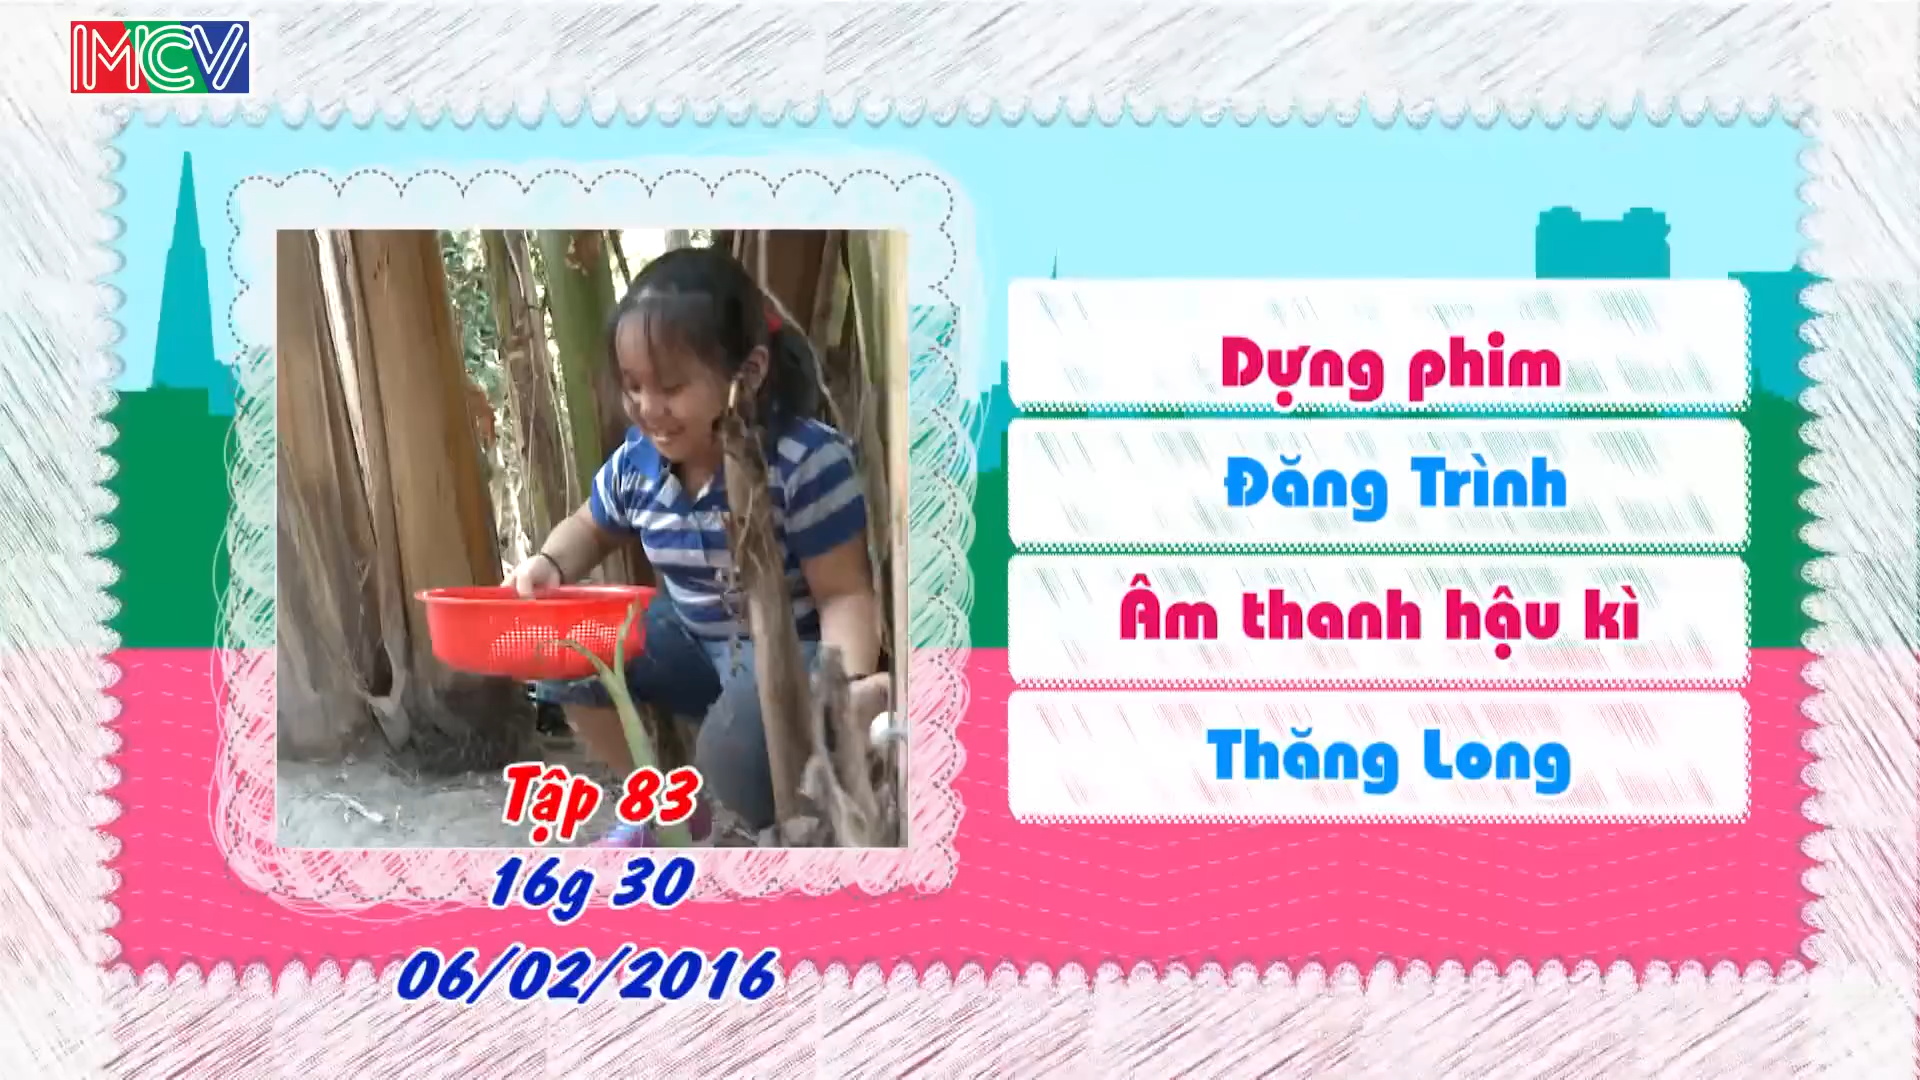 MCV
Dựng phim
Đăng Trình
Âm thanh hậu kì
Thăng Long
Tập 83
16g 30
06/02/2016